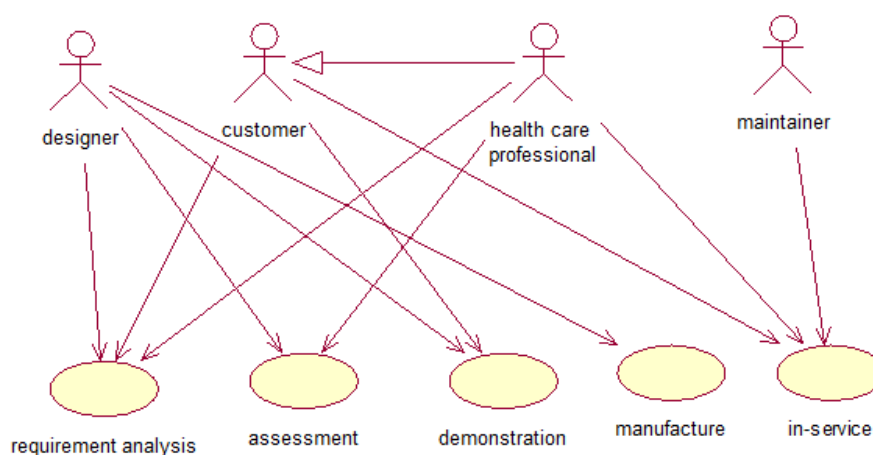 designer
customer
health care
professional
maintainer
requirement analysis
assessment
demonstration
manufacture
in-service